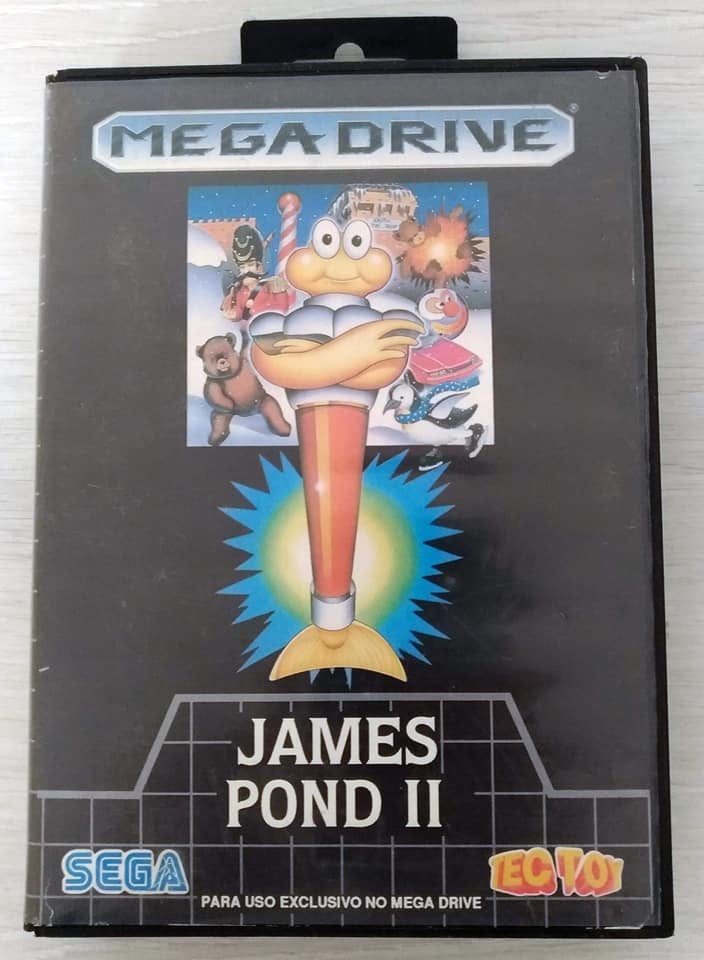 MEGA DRIVE
®
JAMES
POND II
SEGA
TEC TOY
PARA USO EXCLUSIVO NO MEGA DRIVE